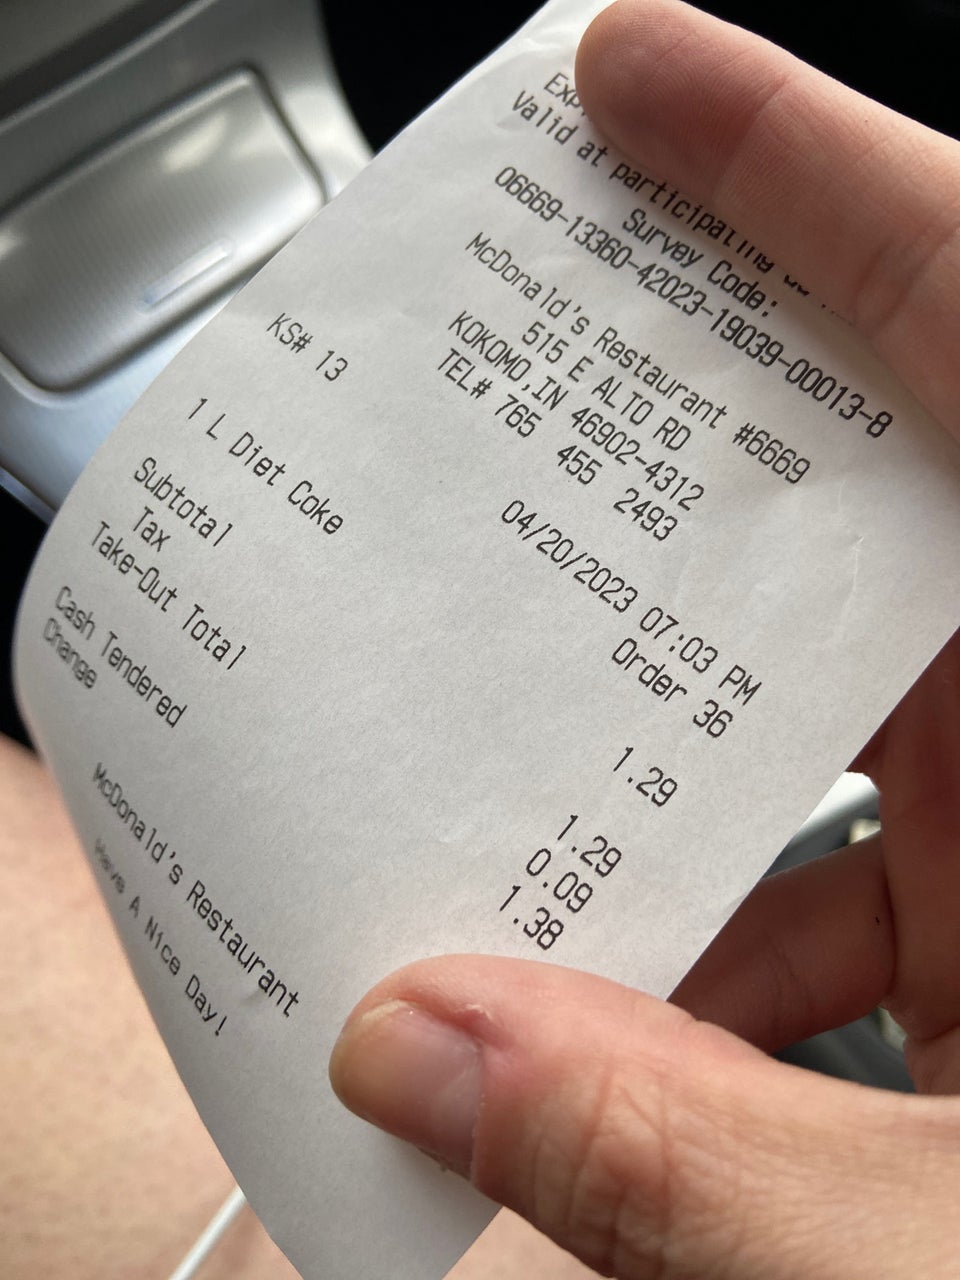 Valid at participating
Survey Code:
06669-13360-42023-19039-00013-8
McDonald's Restaurant #6669
515 E ALTO RD
KOKOMO,IN 46902-4312
TEL# 765 455 2493
KS# 13 04/20/2023 07:03 PM
Order 36
1 L Diet Coke 1.29
Subtotal 1.29
Tax 0.09
Take-Out Total 1.38
Cash Tendered
Change
McDonald's Restaurant
Have A Nice Day!